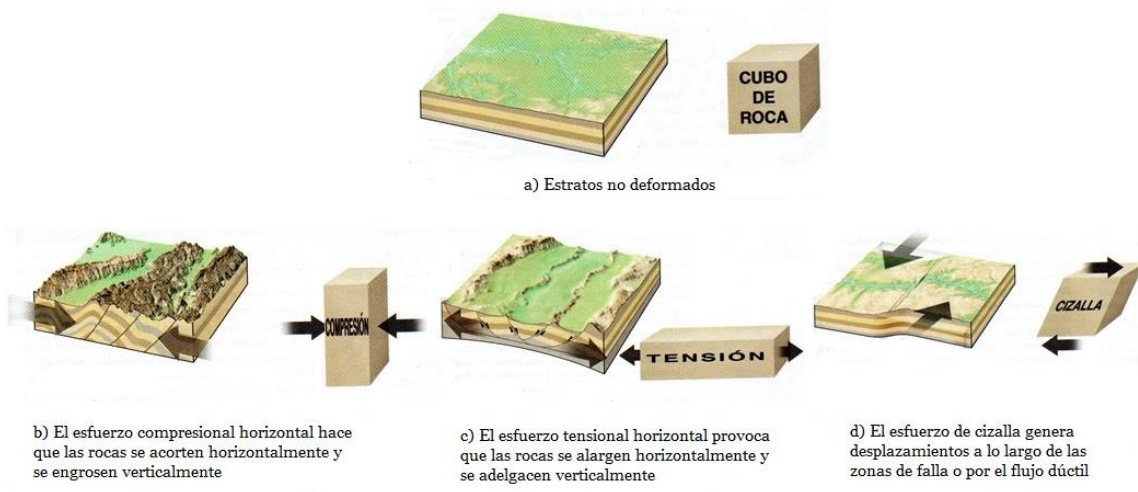 CUBO
DE
ROCA
a) Estratos no deformados
COMPRESIÓN
TENSIÓN
CIZALLA
b) El esfuerzo compresional horizontal hace
que las rocas se acorten horizontalmente y
se engrosen verticalmente
c) El esfuerzo tensional horizontal provoca
que las rocas se alargen horizontalmente y
se adelgacen verticalmente
d) El esfuerzo de cizalla genera
desplazamientos a lo largo de las
zonas de falla o por el flujo dúctil